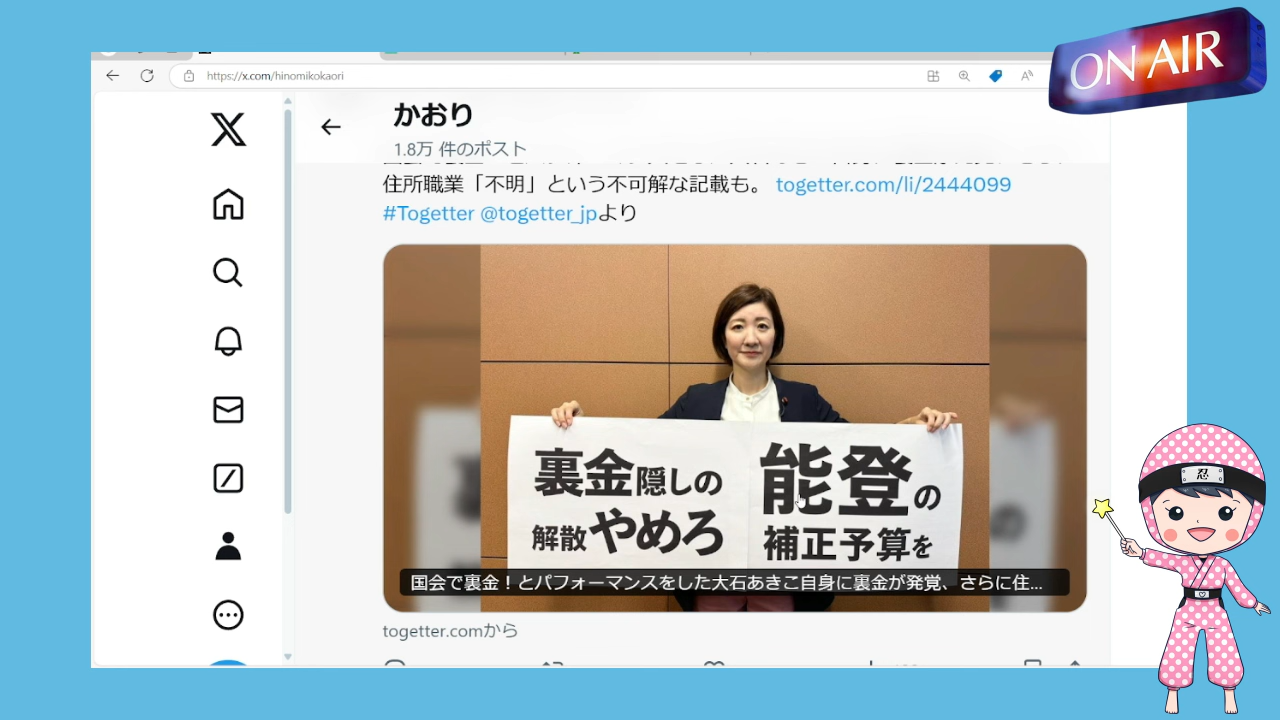 ON AIR
https://x.com/hinomikokaori
かおり
1.8万 件のポスト
住所職業「不明」という不可解な記載も。 togetter.com/li/2444099
#Togetter @togetter_jpより
裏金隠しの
解散やめろ
能登の
補正予算を
国会で裏金！とパフォーマンスをした大石あきこ自身に裏金が発覚、さらに住...
togetter.comから
忍